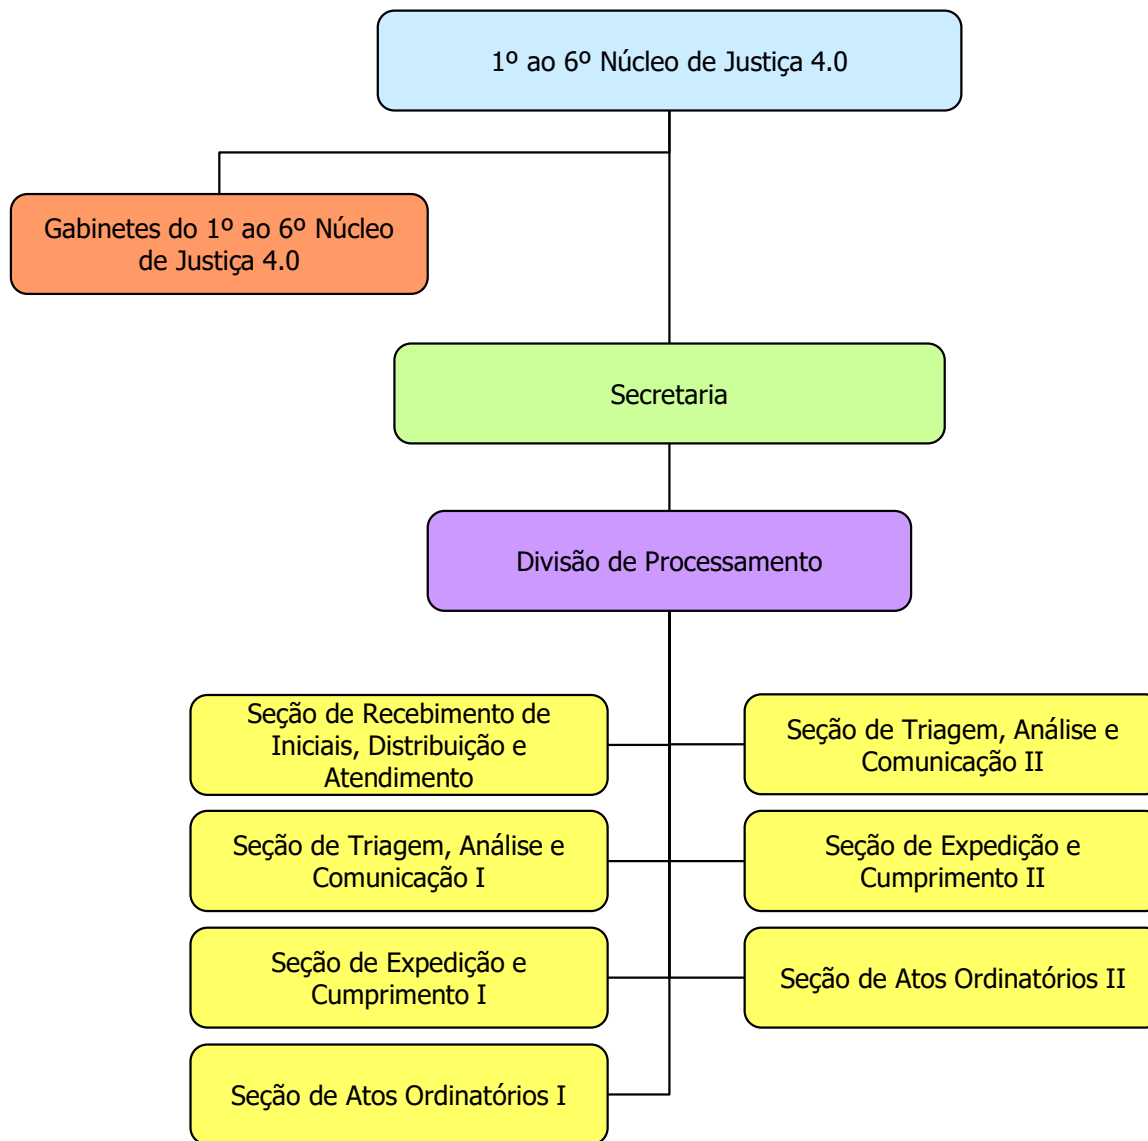 1º ao 6º Núcleo de Justiça 4.0
Gabinetes do 1º ao 6º Núcleo
de Justiça 4.0
Secretaria
Divisão de Processamento
Seção de Recebimento de
Iniciais, Distribuição e
Atendimento
Seção de Triagem, Análise e
Comunicação II
Seção de Triagem, Análise e
Comunicação I
Seção de Expedição e
Cumprimento II
Seção de Expedição e
Cumprimento I
Seção de Atos Ordinatórios II
Seção de Atos Ordinatórios I